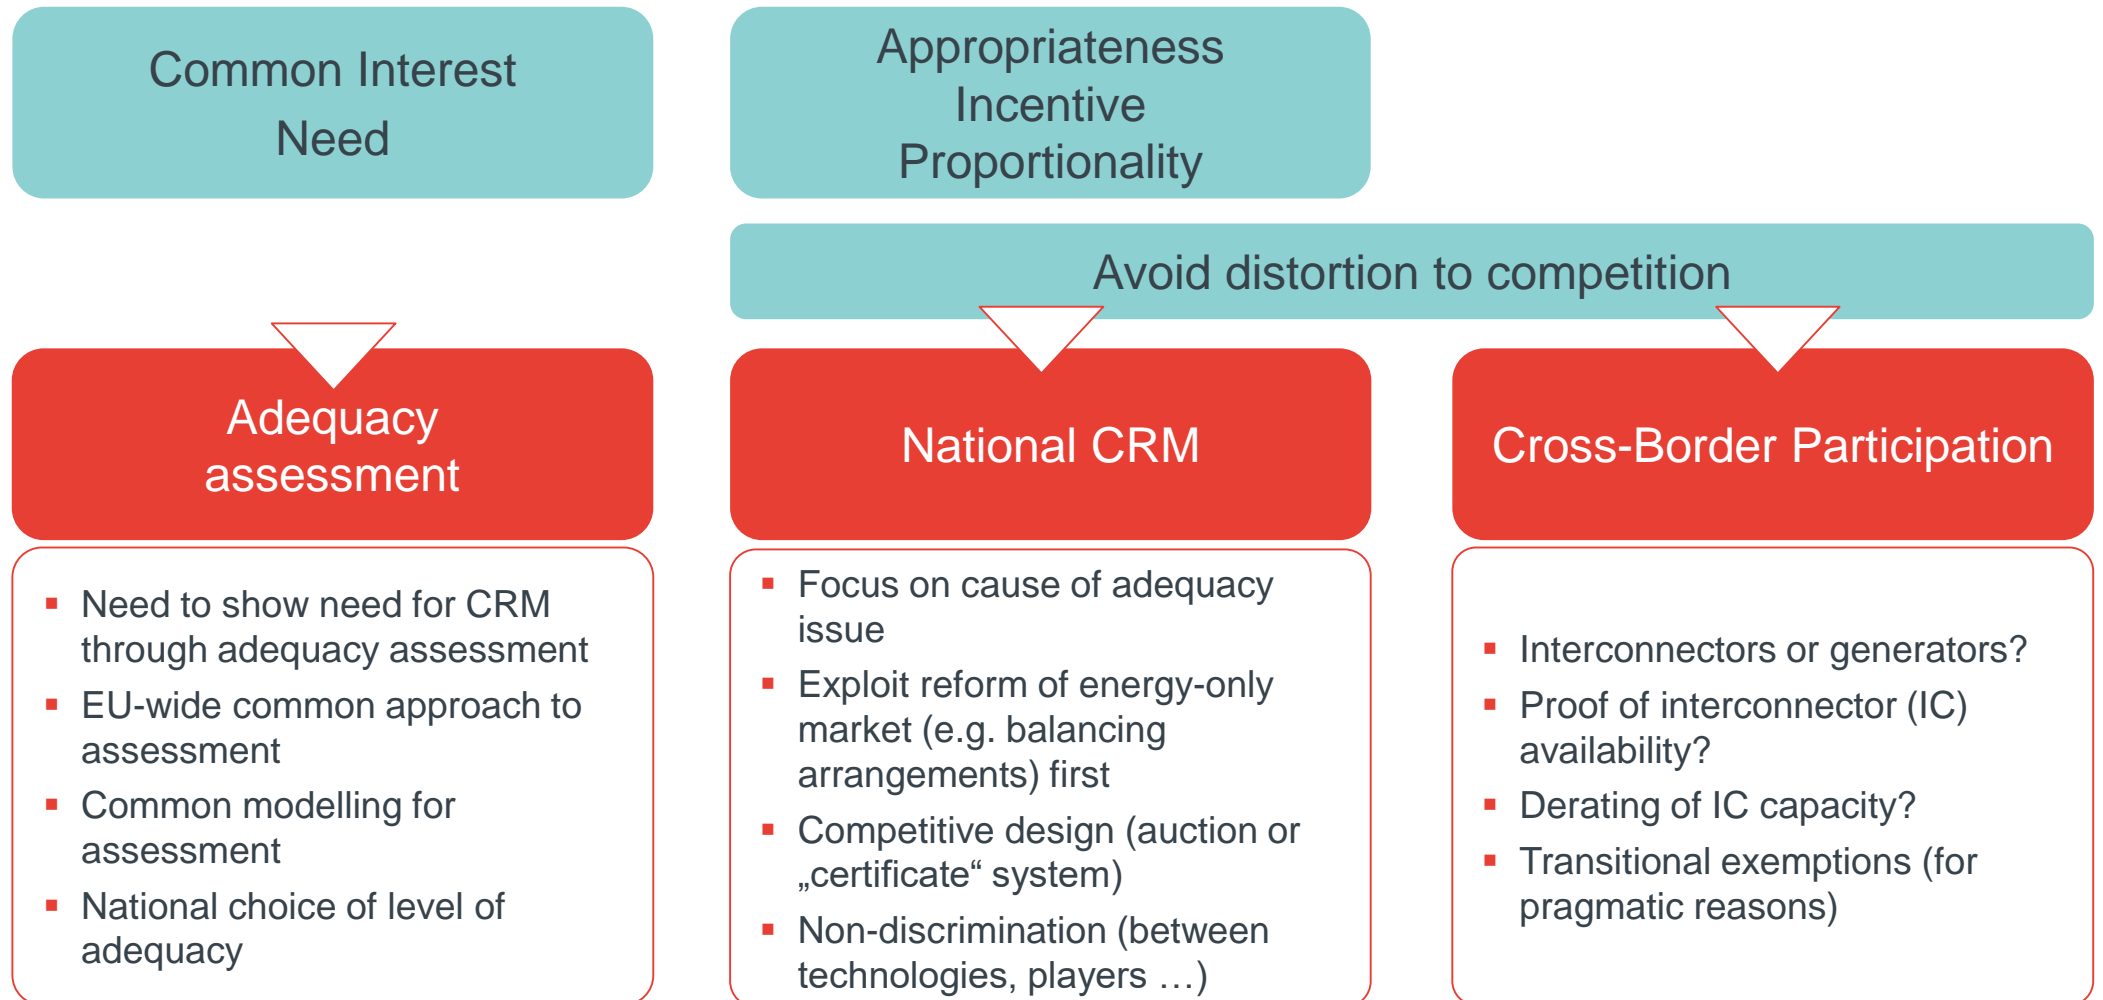 Common Interest
Need
Appropriateness
Incentive
Proportionality
Avoid distortion to competition
Adequacy
assessment
National CRM
Cross-Border Participation
▪ Need to show need for CRM
through adequacy assessment
▪ EU-wide common approach to
assessment
▪ Common modelling for
assessment
▪ National choice of level of
adequacy
▪ Focus on cause of adequacy
issue
▪ Exploit reform of energy-only
market (e.g. balancing
arrangements) first
▪ Competitive design (auction or
„certificate“ system)
▪ Non-discrimination (between
technologies, players …)
▪ Interconnectors or generators?
▪ Proof of interconnector (IC)
availability?
▪ Derating of IC capacity?
▪ Transitional exemptions (for
pragmatic reasons)